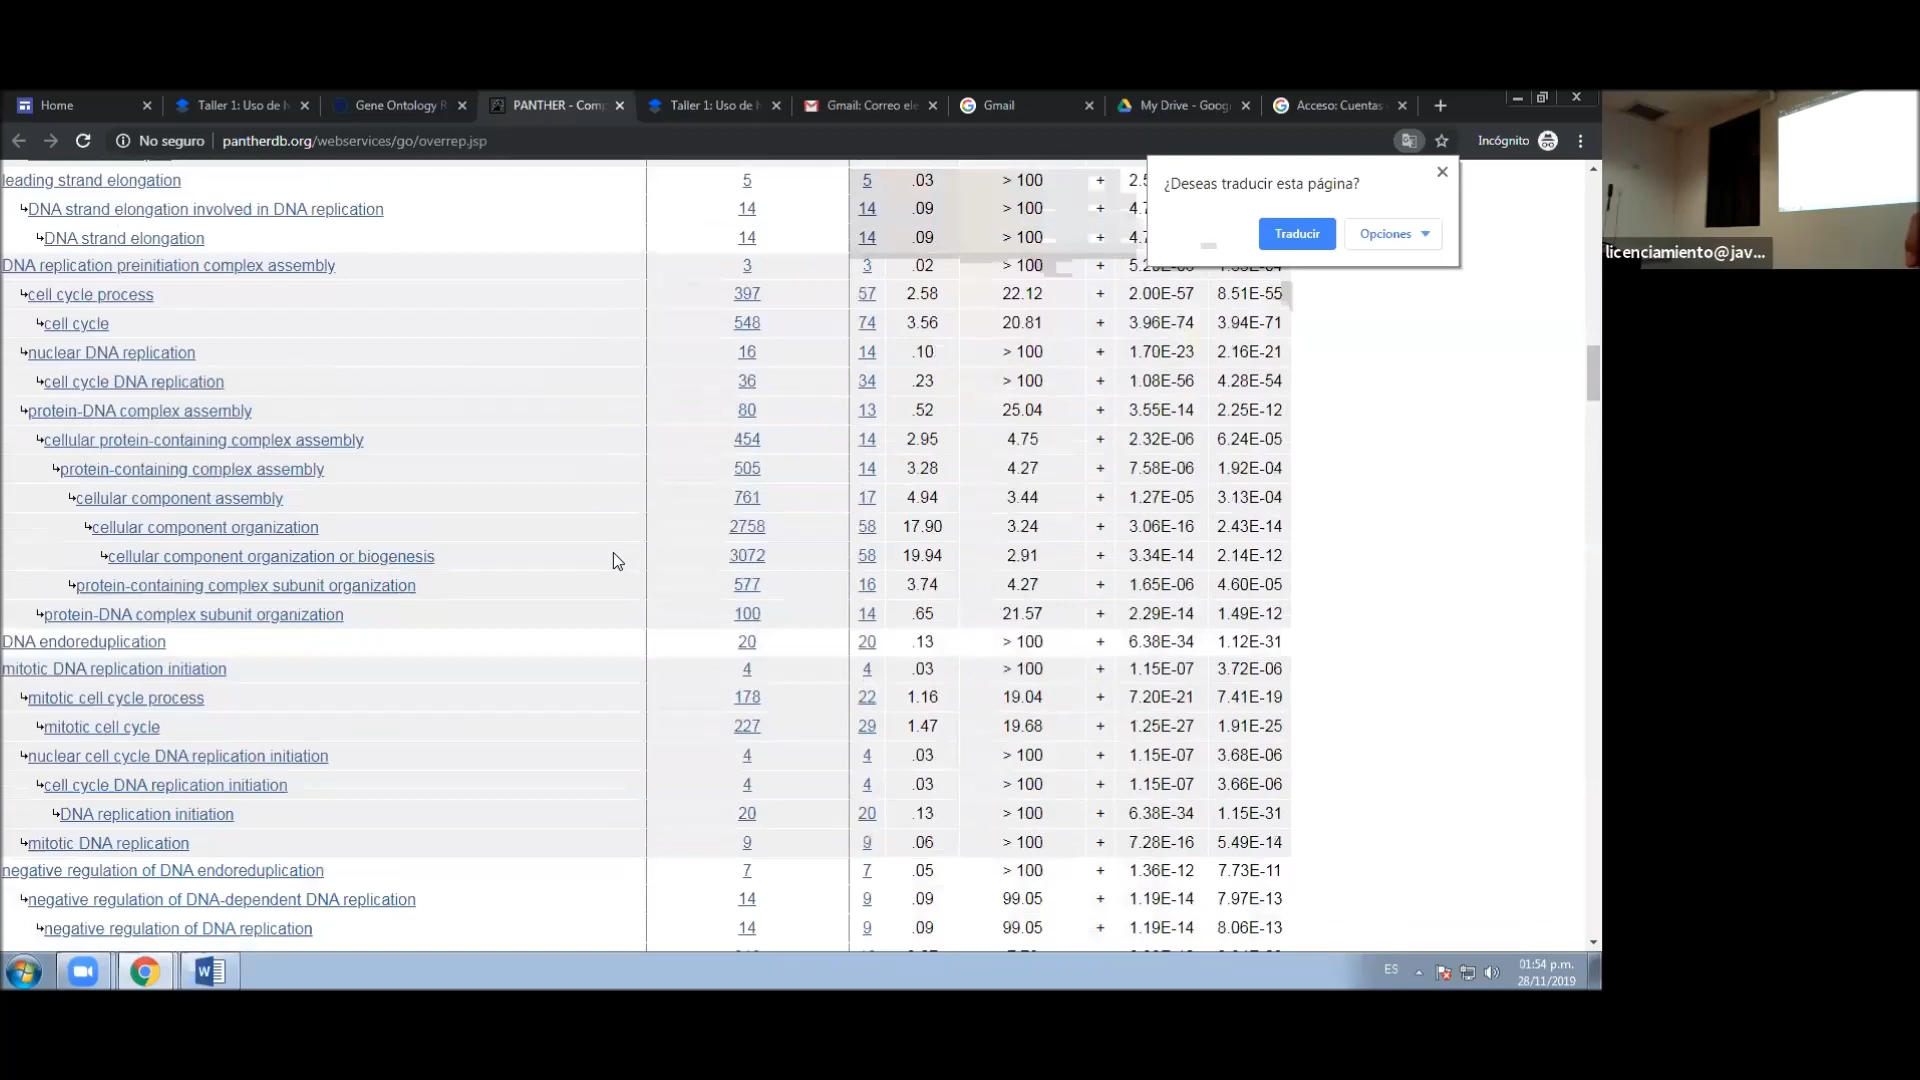 Home
Taller 1: Uso de h
Gene Ontology R
PANTHER - Comp
Taller 1: Uso de h
Gmail: Correo ele
Gmail
My Drive - Goog
Acceso: Cuentas
No seguro pantherdb.org/webservices/go/overrep.jsp
Incógnito
¿Deseas traducir esta página?
Traducir
Opciones
licenciamiento@jav...
leading strand elongation 5 5 .03 > 100 +
DNA strand elongation involved in DNA replication 14 14 .09 > 100 +
DNA strand elongation 14 14 .09 > 100 +
DNA replication preinitiation complex assembly 3 3 .02 > 100 +
cell cycle process 397 57 2.58 22.12 + 2.00E-57 8.51E-55
cell cycle 548 74 3.56 20.81 + 3.96E-74 3.94E-71
nuclear DNA replication 16 14 .10 > 100 + 1.70E-23 2.16E-21
cell cycle DNA replication 36 34 .23 > 100 + 1.08E-56 4.28E-54
protein-DNA complex assembly 80 13 .52 25.04 + 3.55E-14 2.25E-12
cellular protein-containing complex assembly 454 14 2.95 4.75 + 2.32E-06 6.24E-05
protein-containing complex assembly 505 14 3.28 4.27 + 7.58E-06 1.92E-04
cellular component assembly 761 17 4.94 3.44 + 1.27E-05 3.13E-04
cellular component organization 2758 58 17.90 3.24 + 3.06E-16 2.43E-14
cellular component organization or biogenesis 3072 58 19.94 2.91 + 3.34E-14 2.14E-12
protein-containing complex subunit organization 577 16 3.74 4.27 + 1.65E-06 4.60E-05
protein-DNA complex subunit organization 100 14 .65 21.57 + 2.29E-14 1.49E-12
DNA endoreduplication 20 20 .13 > 100 + 6.38E-34 1.12E-31
mitotic DNA replication initiation 4 4 .03 > 100 + 1.15E-07 3.72E-06
mitotic cell cycle process 178 22 1.16 19.04 + 7.20E-21 7.41E-19
mitotic cell cycle 227 29 1.47 19.68 + 1.25E-27 1.91E-25
nuclear cell cycle DNA replication initiation 4 4 .03 > 100 + 1.15E-07 3.68E-06
cell cycle DNA replication initiation 4 4 .03 > 100 + 1.15E-07 3.66E-06
DNA replication initiation 20 20 .13 > 100 + 6.38E-34 1.15E-31
mitotic DNA replication 9 9 .06 > 100 + 7.28E-16 5.49E-14
negative regulation of DNA endoreduplication 7 7 .05 > 100 + 1.36E-12 7.73E-11
negative regulation of DNA-dependent DNA replication 14 9 .09 99.05 + 1.19E-14 7.97E-13
negative regulation of DNA replication 14 9 .09 99.05 + 1.19E-14 8.06E-13
ES
01:54 p.m.
28/11/2019